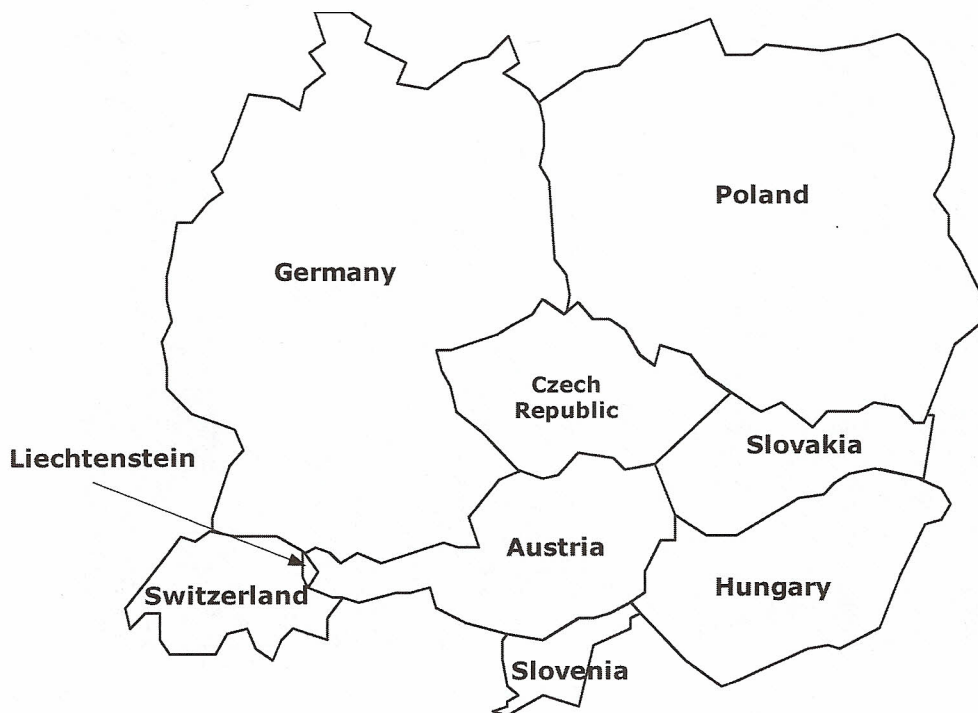 Poland
Germany
Czech
Republic
Slovakia
Liechtenstein
Austria
Hungary
Switzerland
Slovenia